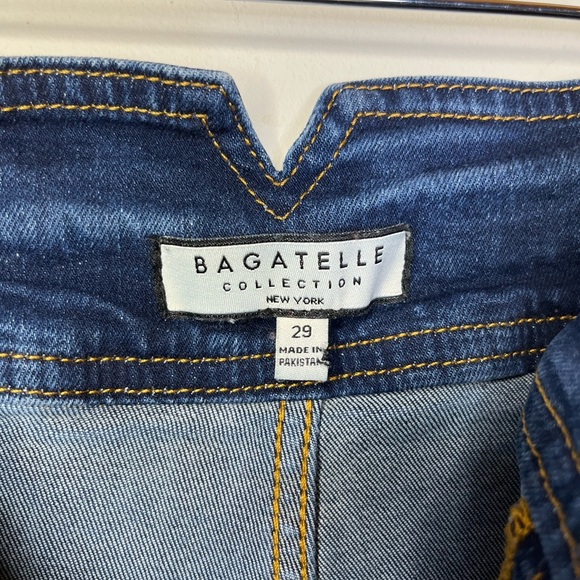 BAGATELLE
COLLECTION
NEW YORK
29
MADE IN
PAKISTAN